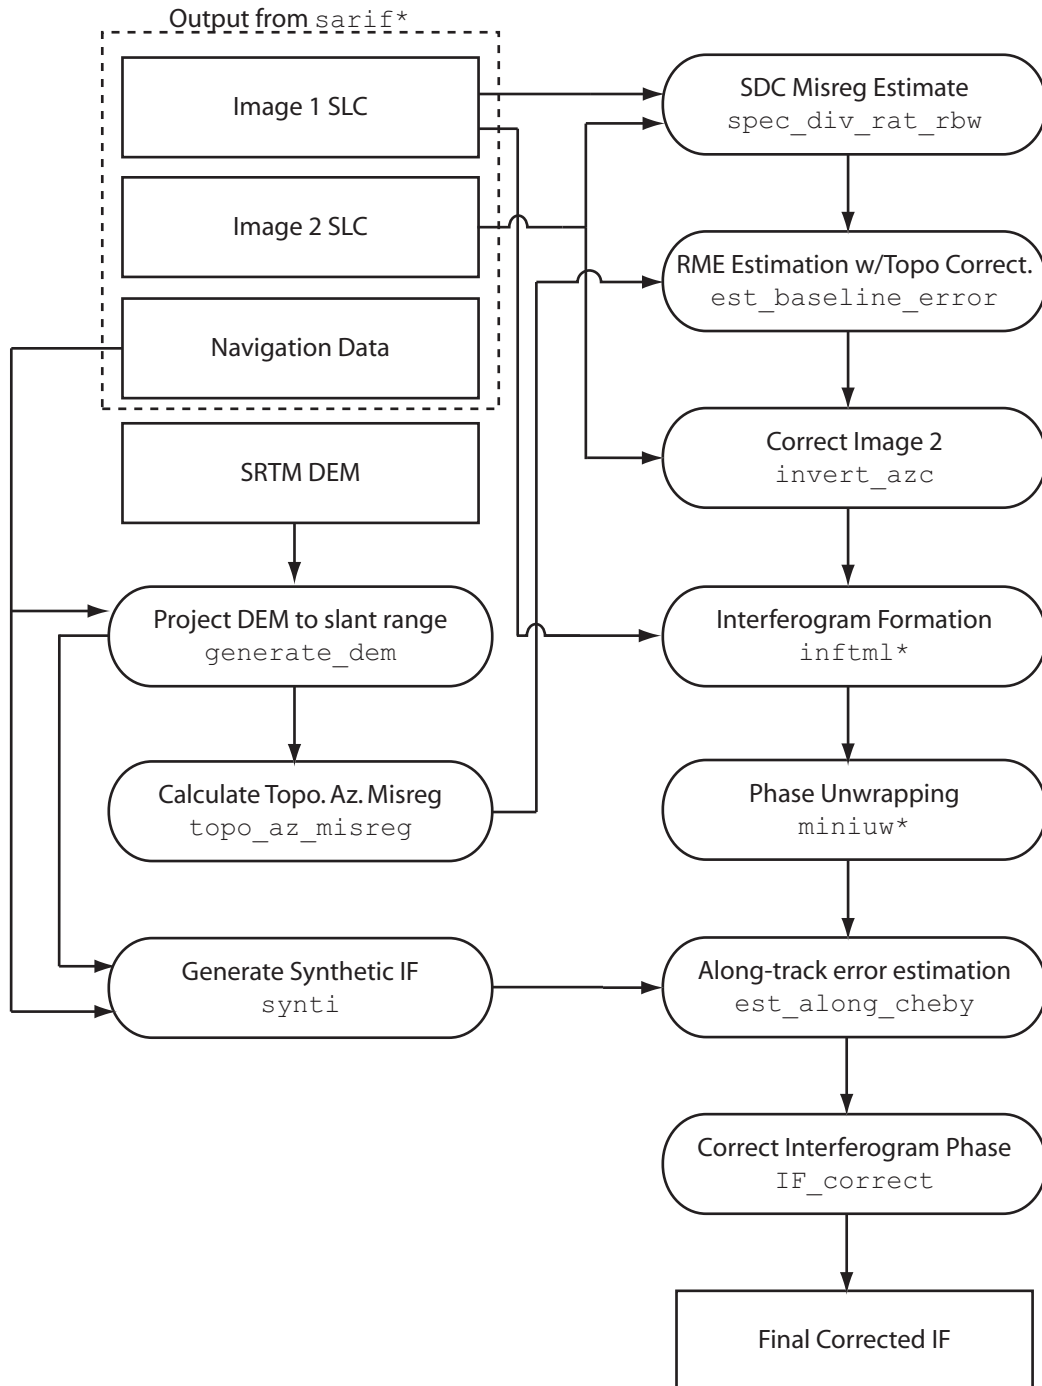 Output from sarif*
Image 1 SLC
Image 2 SLC
Navigation Data
SRTM DEM
Project DEM to slant range
generate_dem
Calculate Topo. Az. Misreg
topo_az_misreg
Generate Synthetic IF
synti
SDC Misreg Estimate
spec_div_rat_rbw
RME Estimation w/Topo Correct.
est_baseline_error
Correct Image 2
invert_azc
Interferogram Formation
inftml*
Phase Unwrapping
miniuw*
Along-track error estimation
est_along_cheby
Correct Interferogram Phase
IF_correct
Final Corrected IF